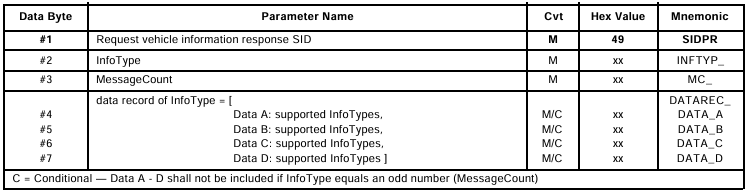 Data Byte Parameter Name Cvt Hex Value Mnemonic
#1 Request vehicle information response SID M 49 SIDPR
#2 InfoType M xx INFTYP_
#3 MessageCount M xx MC_
data record of InfoType = [ DATAREC_
#4 Data A: supported InfoTypes, M/C xx DATA_A
#5 Data B: supported InfoTypes, M/C xx DATA_B
#6 Data C: supported InfoTypes, M/C xx DATA_C
#7 Data D: supported InfoTypes ] M/C xx DATA_D
C = Conditional — Data A - D shall not be included if InfoType equals an odd number (MessageCount)